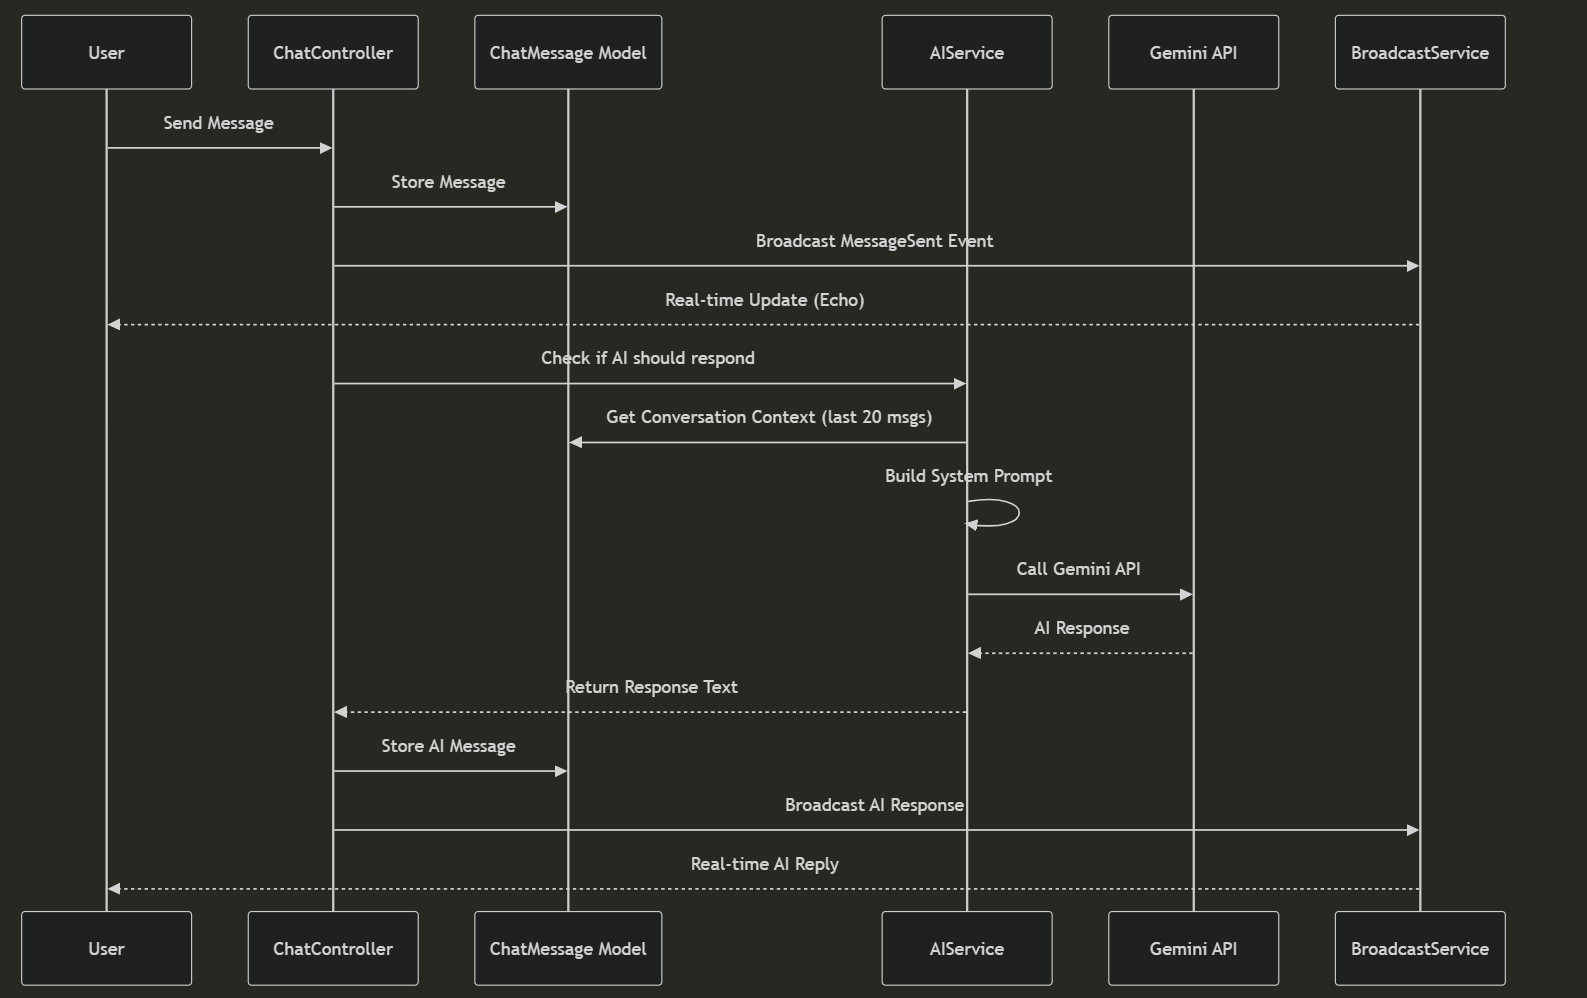 User
ChatController
ChatMessage Model
AIService
Gemini API
BroadcastService
Send Message
Store Message
Broadcast MessageSent Event
Real-time Update (Echo)
Check if AI should respond
Get Conversation Context (last 20 msgs)
Build System Prompt
Call Gemini API
AI Response
Return Response Text
Store AI Message
Broadcast AI Response
Real-time AI Reply
User
ChatController
ChatMessage Model
AIService
Gemini API
BroadcastService